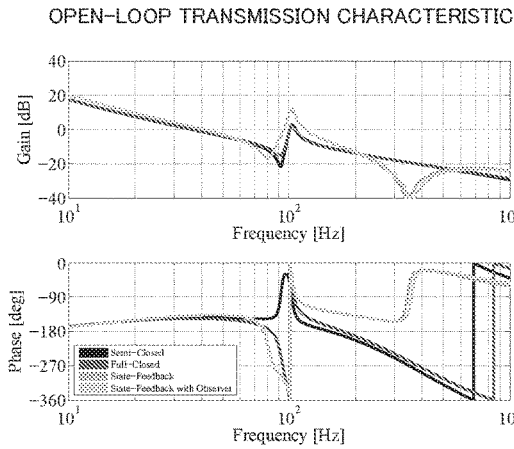 OPEN-LOOP TRANSMISSION CHARACTERISTIC
40
20
0
-20
-40
Gain [dB]
10^1
10^2
10
Frequency [Hz]
0
-90
-180
-270
-360
Phase [deg]
Semi-Closed
Full-Closed
State-Feedback
State-Feedback with Observer
10^1
10^2
10
Frequency [Hz]